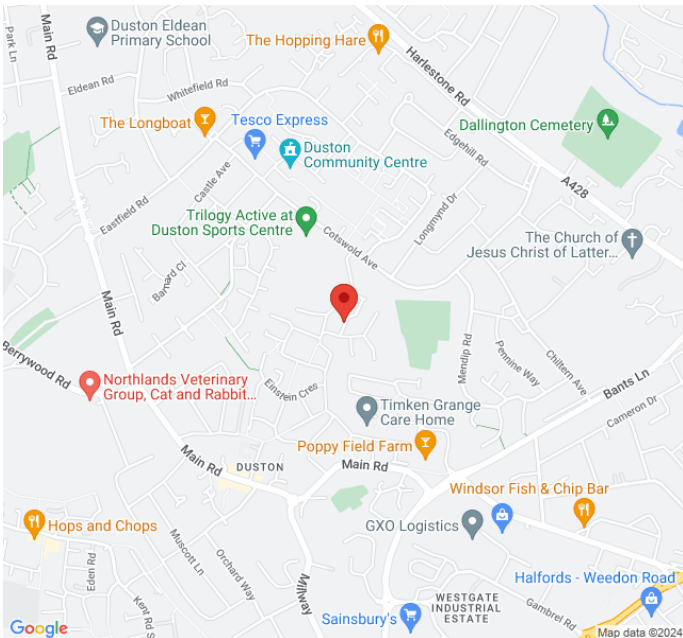 Park Ln
Main Rd
Duston Eldean
Primary School
The Hopping Hare
Harlestone Rd
Eldean Rd
Whitefield Rd
The Longboat
Tesco Express
Dallington Cemetery
Edgehill Rd
Duston
Community Centre
Castle Ave
A428
Eastfield Rd
Longmynd Dr
Trilogy Active at
Duston Sports Centre
Cotswold Ave
The Church of
Jesus Christ of Latter...
Barnard Cl
Main Rd
Berrywood Rd
Mendip Rd
Pennine Way
Chiltern Ave
Bants Ln
Northlands Veterinary
Group, Cat and Rabbit...
Einstein Cres
Timken Grange
Care Home
Cameron Dr
Poppy Field Farm
Main Rd
DUSTON
Main Rd
Windsor Fish & Chip Bar
Hops and Chops
GXO Logistics
Muscott Ln
Orchard Way
Eden Rd
Millway
Halfords - Weedon Road
WESTGATE
INDUSTRIAL
ESTATE
Kent Rd S
Sainsbury's
Gambrel Rd
Google
Map data ©2024